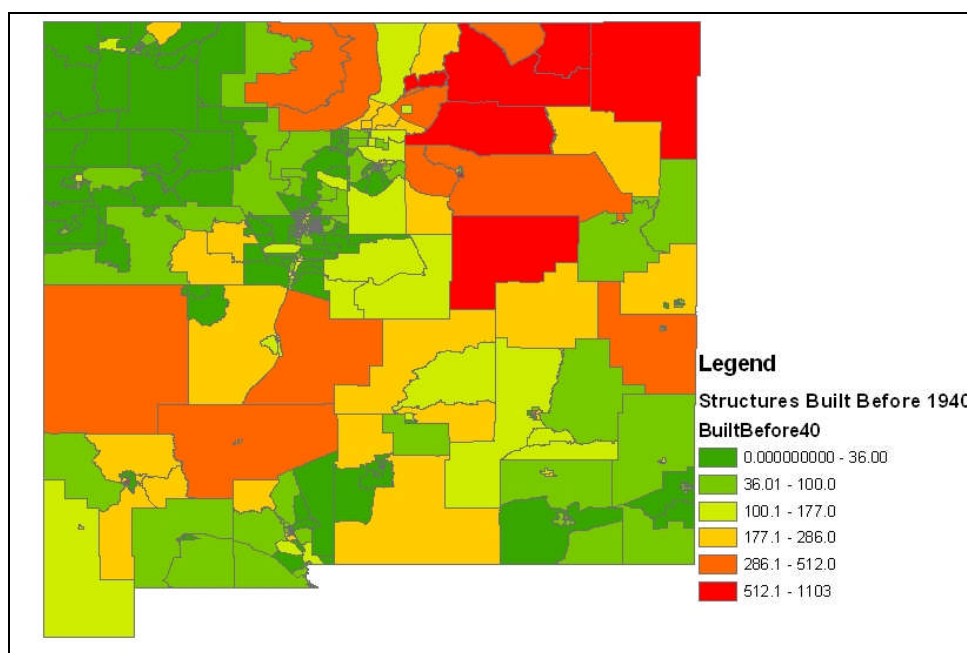 Legend
Structures Built Before 1940
BuiltBefore40
0.000000000 - 36.00
36.01 - 100.0
100.1 - 177.0
177.1 - 286.0
286.1 - 512.0
512.1 - 1103